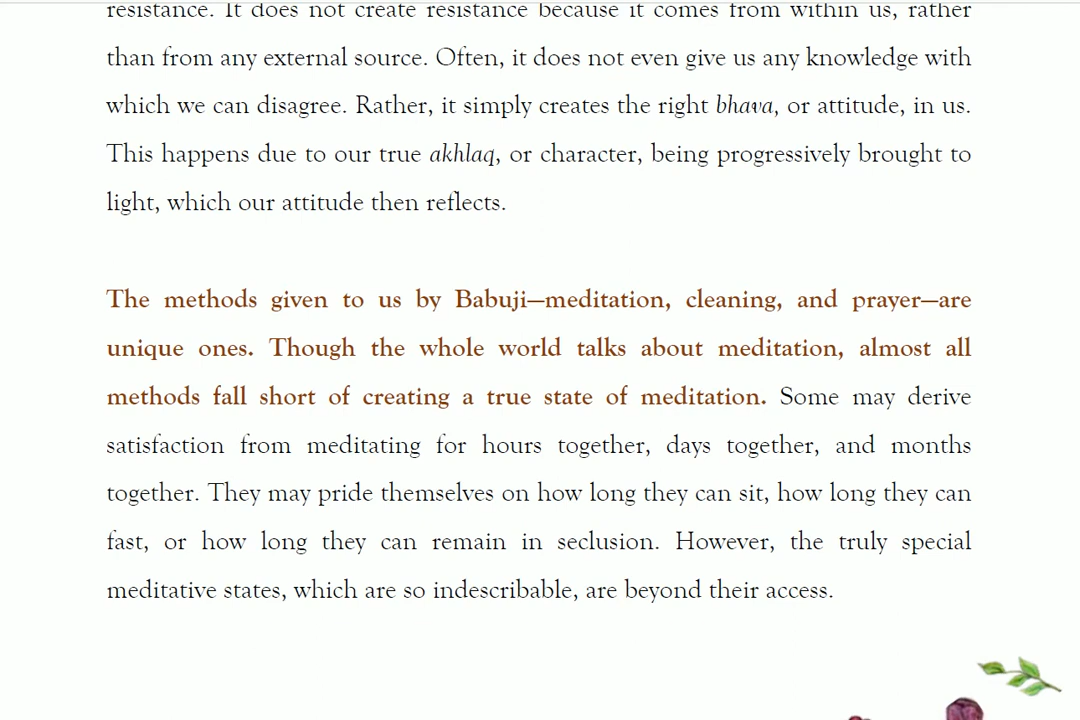 resistance. It does not create resistance because it comes from within us, rather
than from any external source. Often, it does not even give us any knowledge with
which we can disagree. Rather, it simply creates the right bhava, or attitude, in us.
This happens due to our true akhlaq, or character, being progressively brought to
light, which our attitude then reflects.
The methods given to us by Babuji—meditation, cleaning, and prayer—are
unique ones. Though the whole world talks about meditation, almost all
methods fall short of creating a true state of meditation. Some may derive
satisfaction from meditating for hours together, days together, and months
together. They may pride themselves on how long they can sit, how long they can
fast, or how long they can remain in seclusion. However, the truly special
meditative states, which are so indescribable, are beyond their access.